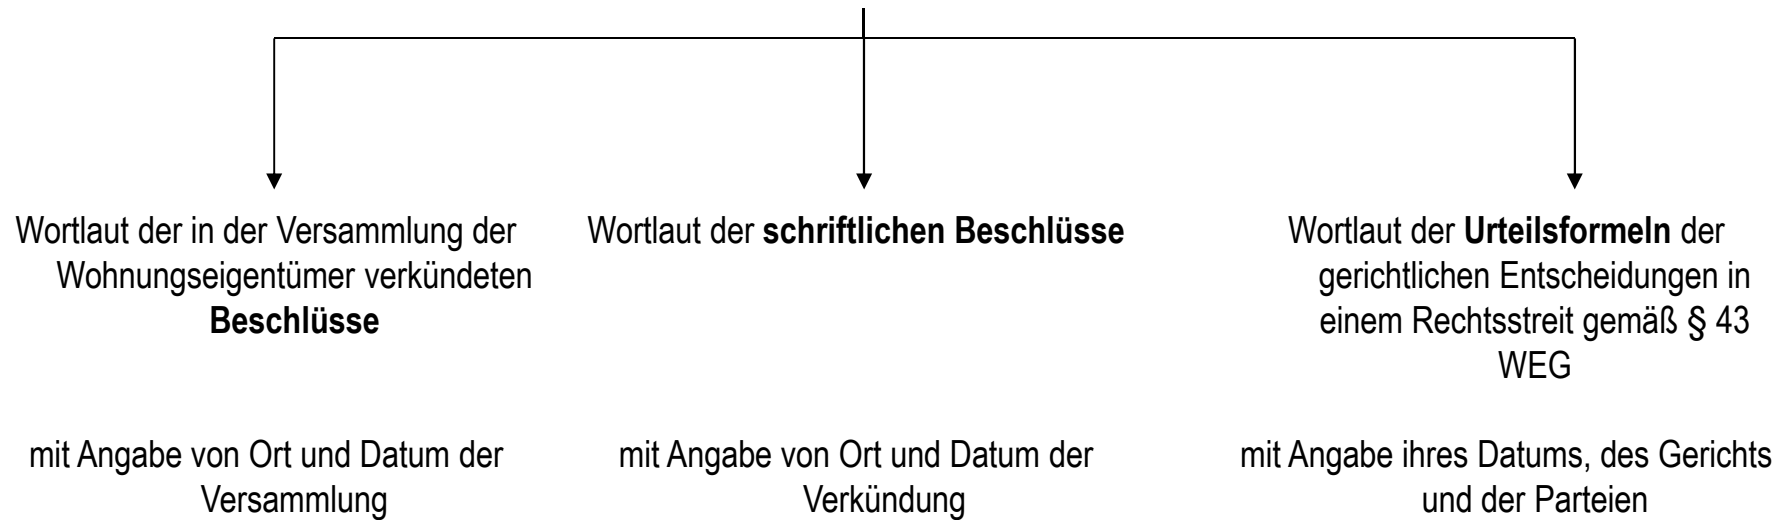 Wortlaut der in der Versammlung der
Wohnungseigentümer verkündeten
Beschlüsse
mit Angabe von Ort und Datum der
Versammlung
Wortlaut der schriftlichen Beschlüsse
mit Angabe von Ort und Datum der
Verkündung
Wortlaut der Urteilsformeln der
gerichtlichen Entscheidungen in
einem Rechtsstreit gemäß § 43
WEG
mit Angabe ihres Datums, des Gerichts
und der Parteien